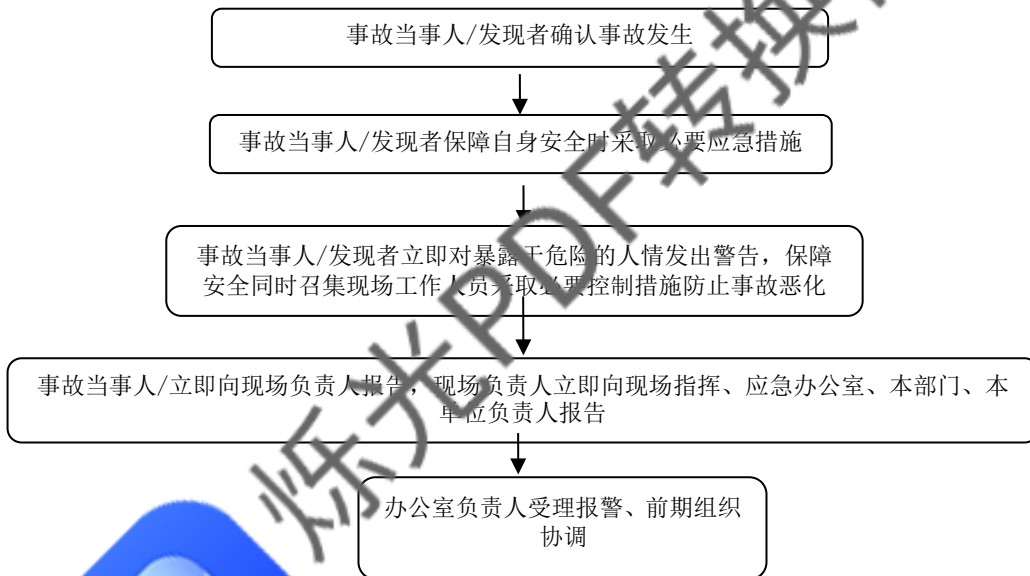 事故当事人/发现者确认事故发生
事故当事人/发现者保障自身安全时采取必要应急措施
事故当事人/发现者立即对暴露于危险的人情发出警告，保障
安全同时召集现场工作人员采取必要控制措施防止事故恶化
事故当事人/立即向现场负责人报告，现场负责人立即向现场指挥、应急办公室、本部门、本
单位负责人报告
办公室负责人受理报警、前期组织
协调
烁光PDF转换